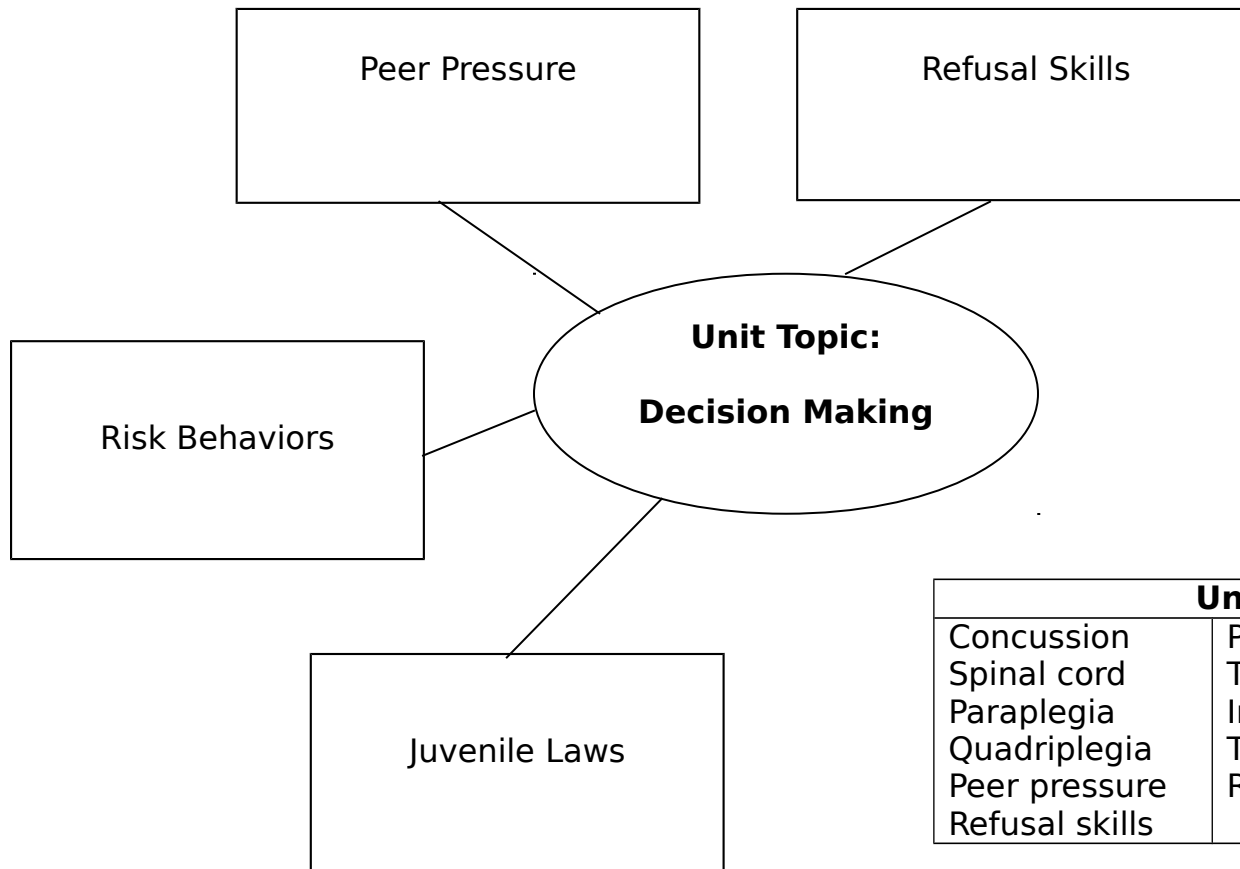 Peer Pressure
Refusal Skills
Unit Topic:
Decision Making
Risk Behaviors
Juvenile Laws
Concussion
Spinal cord
Paraplegia
Quadriplegia
Peer pressure
Refusal skills